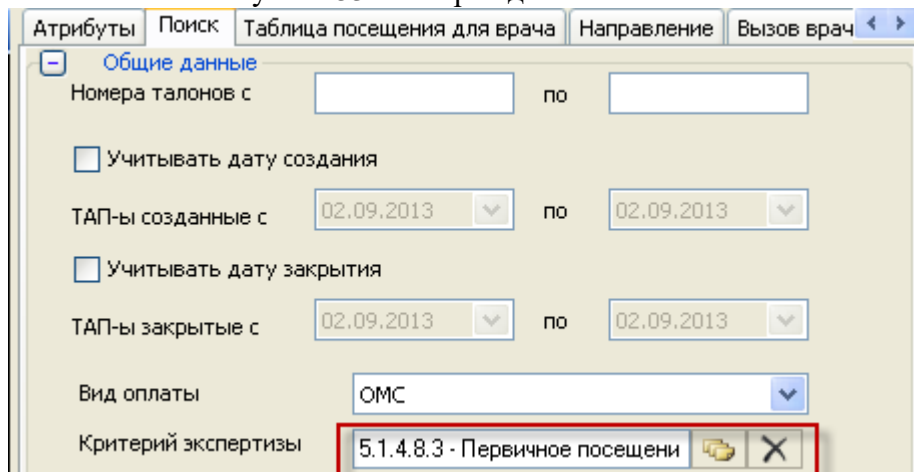 Атрибуты Поиск Таблица посещения для врача Направление Вызов врач
Общие данные
Номера талонов с по
Учитывать дату создания
ТАП-ы созданные с 02.09.2013 по 02.09.2013
Учитывать дату закрытия
ТАП-ы закрытые с 02.09.2013 по 02.09.2013
Вид оплаты ОМС
Критерий экспертизы 5.1.4.8.3 - Первичное посещени